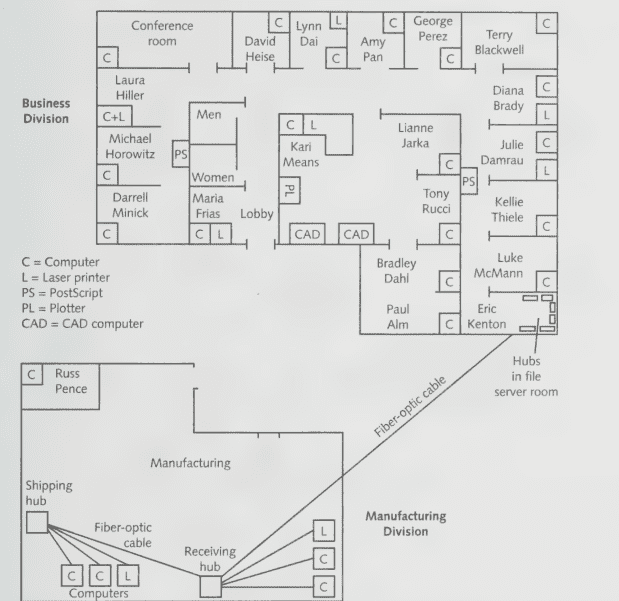 Conference
room
C
David
Heise
C
Lynn
Dai
L
C
Amy
Pan
C
George
Perez
C
Terry
Blackwell
C
Laura
Hiller
C+L
Business
Division
Michael
Horowitz
C
Darrell
Minick
C
Men
PS
Women
Maria
Frias
C
L
Lobby
C
L
Kari
Means
PL
CAD
CAD
Lianne
Jarka
C
PS
Tony
Rucci
C
Diana
Brady
C
L
Julie
Damrau
C
L
Kellie
Thiele
C
Luke
McMann
C
Bradley
Dahl
C
Paul
Alm
C
Eric
Kenton
Hubs
in file
server room
C = Computer
L = Laser printer
PS = PostScript
PL = Plotter
CAD = CAD computer
C
Russ
Pence
Fiber-optic cable
Manufacturing
Shipping
hub
Fiber-optic
cable
C
C
L
Computers
Receiving
hub
L
C
C
Manufacturing
Division